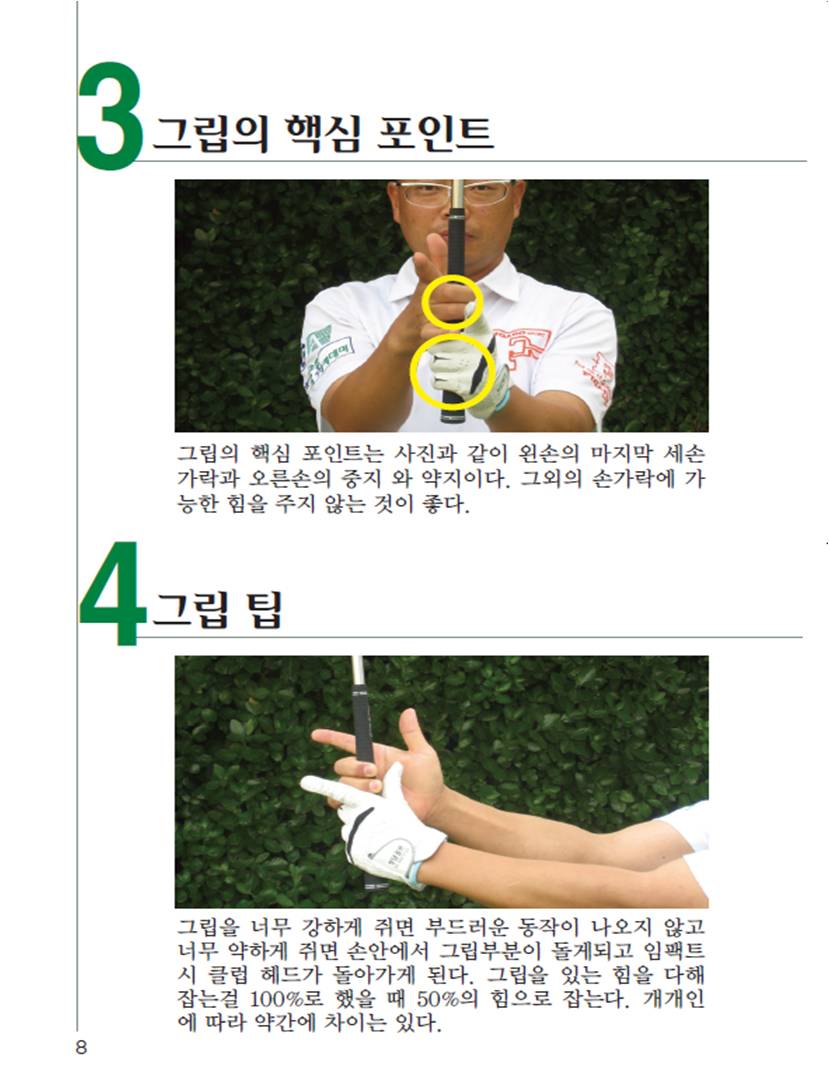 3 그립의 핵심 포인트
그립의 핵심 포인트는 사진과 같이 왼손의 마지막 세손
가락과 오른손의 중지 와 약지이다. 그외의 손가락에 가
능한 힘을 주지 않는 것이 좋다.
4 그립 팁
그립을 너무 강하게 쥐면 부드러운 동작이 나오지 않고
너무 약하게 쥐면 손안에서 그립부분이 돌게되고 임팩트
시 클럽 헤드가 돌아가게 된다. 그립을 있는 힘을 다해
잡는걸 100%로 했을 때 50%의 힘으로 잡는다. 개개인
에 따라 약간에 차이는 있다.
8